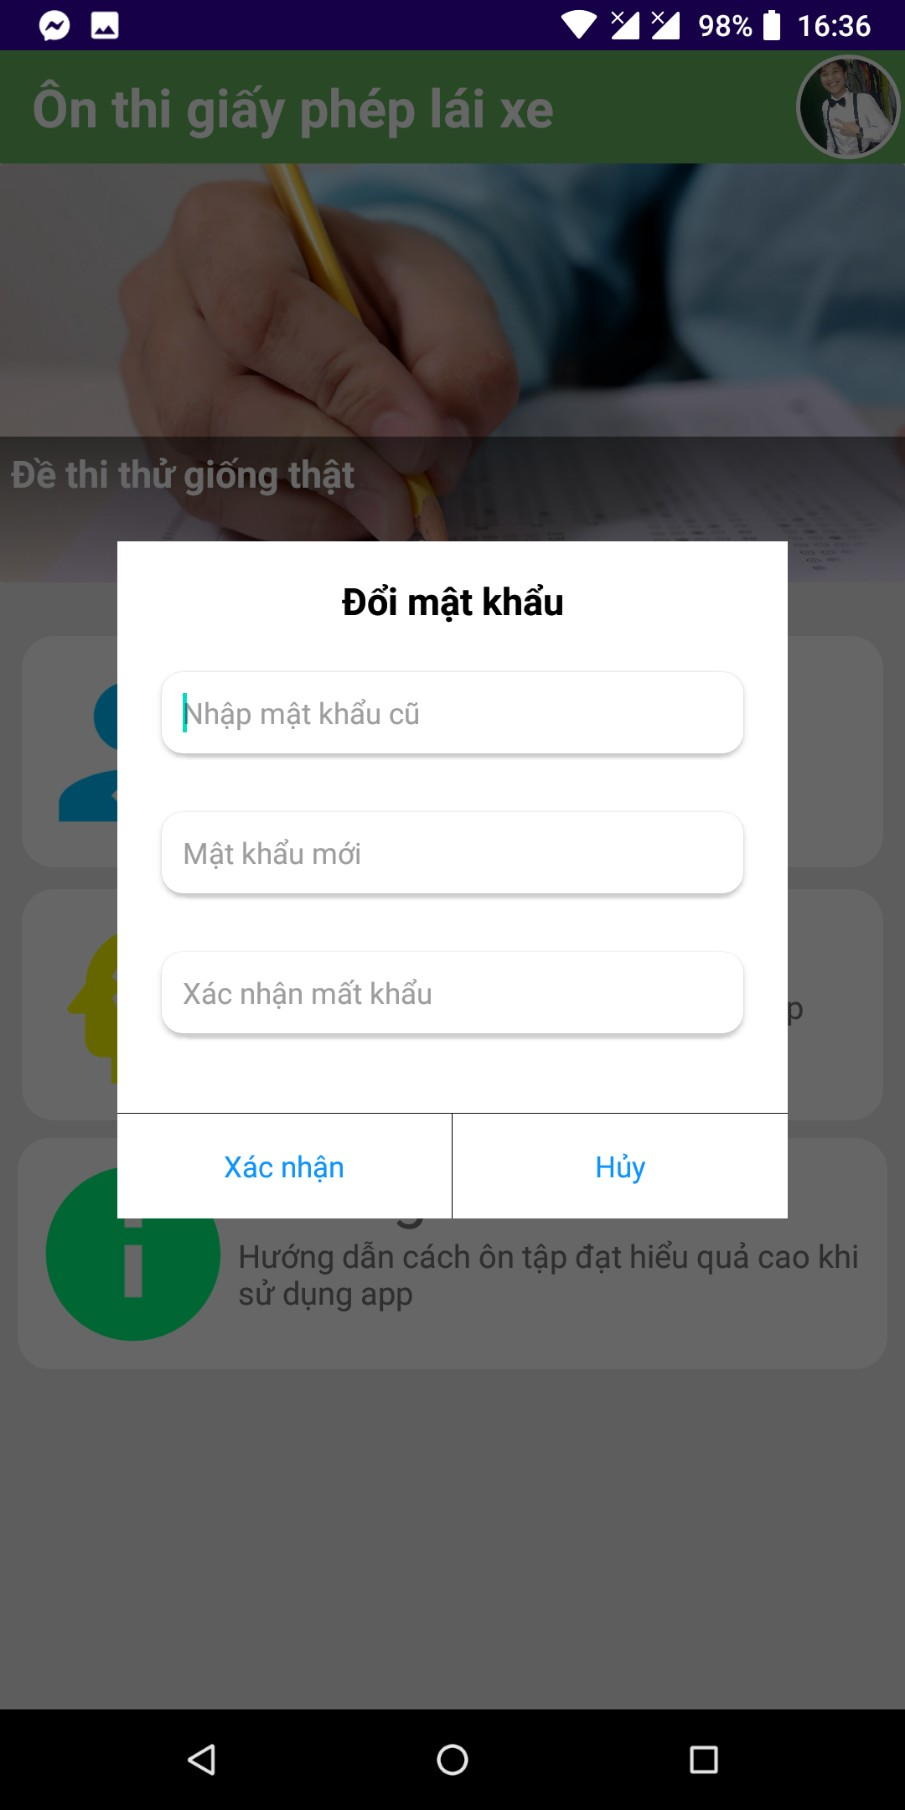 98% 16:36
Ôn thi giấy phép lái xe
Đề thi thử giống thật
Đổi mật khẩu
Nhập mật khẩu cũ
Mật khẩu mới
Xác nhận mất khẩu
p
Xác nhận Hủy
Hướng dẫn cách ôn tập đạt hiểu quả cao khi
sử dụng app